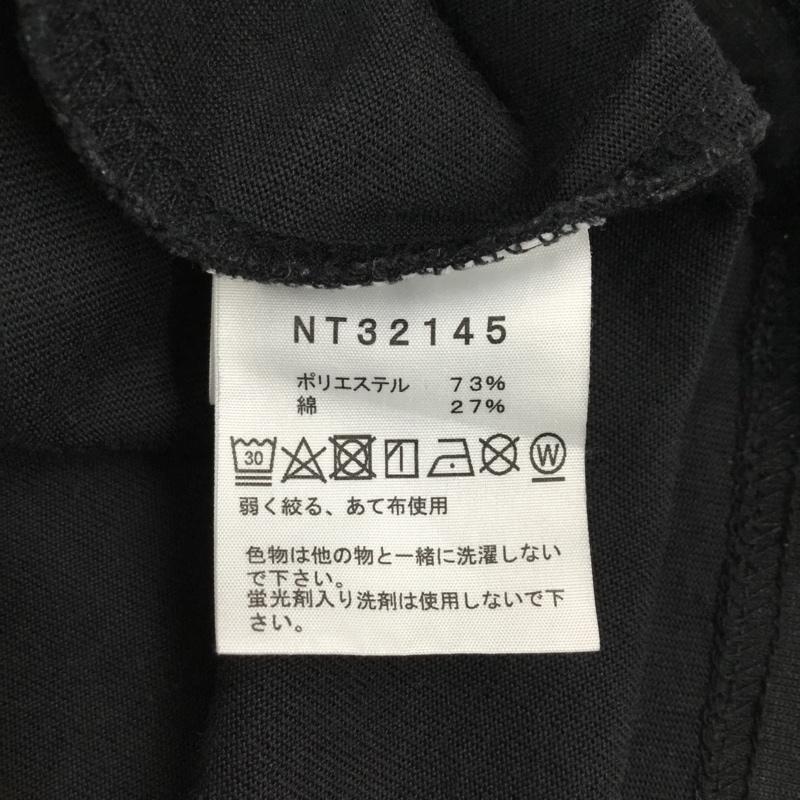 NT32145
ポリエステル 73%
綿 27%
30 W
弱く絞る、あて布使用
色物は他の物と一緒に洗濯しない
で下さい。
蛍光剤入り洗剤は使用しないで下
さい。